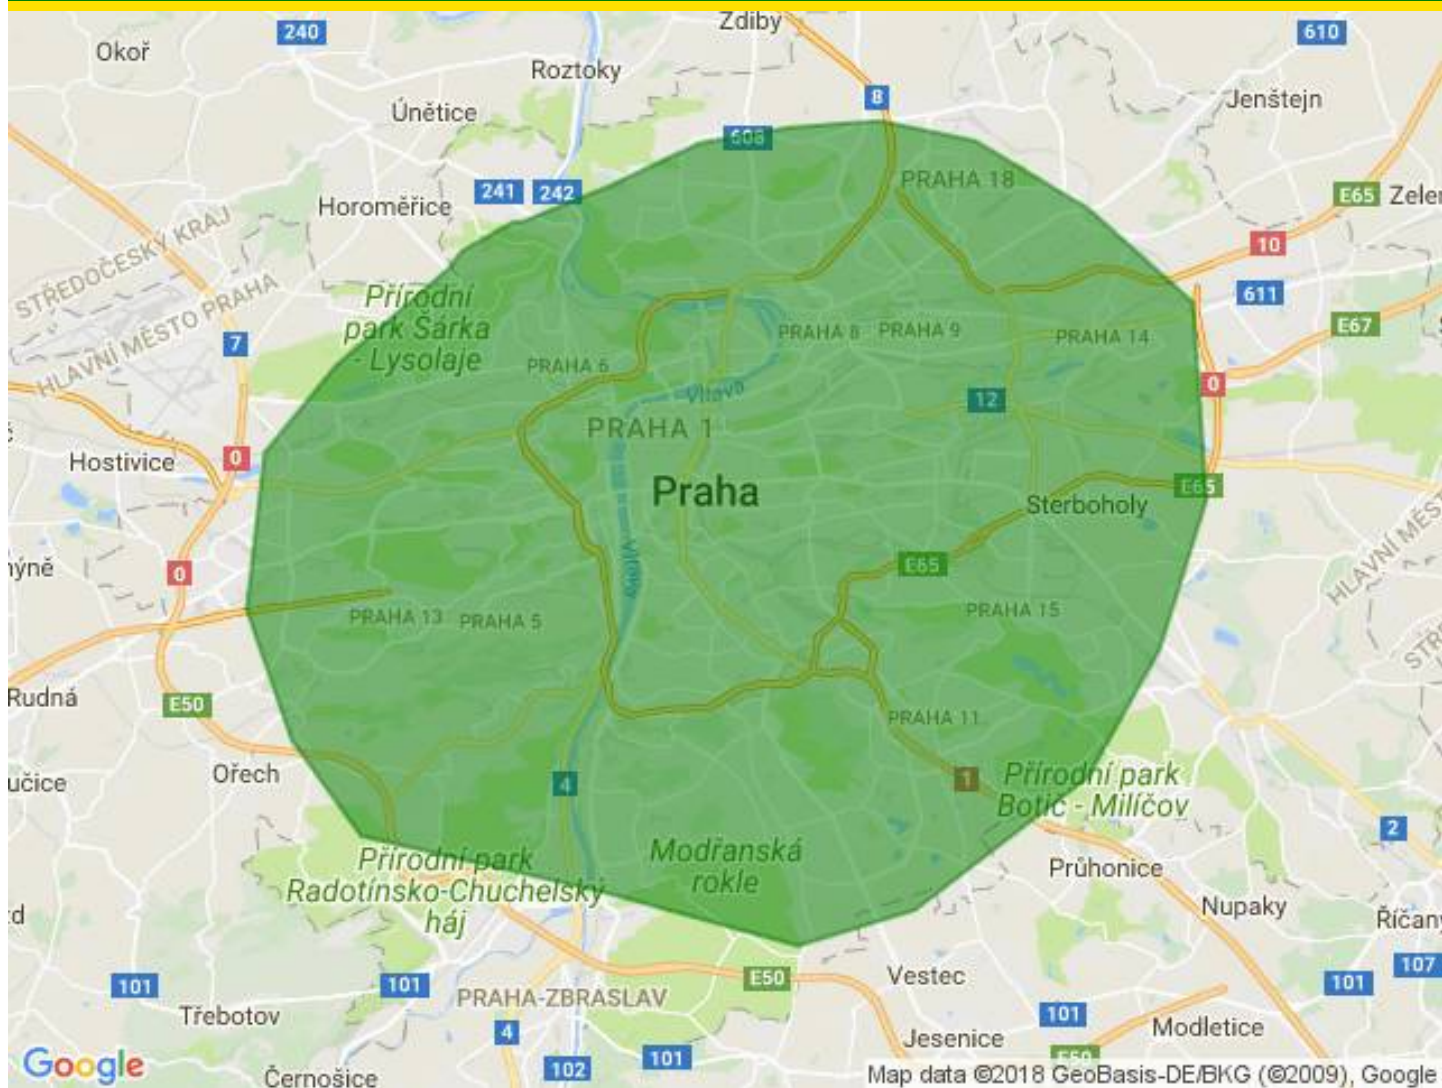 Zdiby
240
610
Okoř
Roztoky
8
Jenštejn
Únětice
608
PRAHA 18
241
242
E65
Zele
Horoměřice
STŘEDOČESKÝ KRAJ
10
HLAVNÍ MĚSTO PRAHA
Přírodní
park Šárka
- Lysolaje
611
7
PRAHA 8
PRAHA 9
PRAHA 14
E67
PRAHA 6
0
Vltava
12
PRAHA 1
Hostivice
0
Praha
E65
Sterboholy
HLAVNÍ MĚS
ýně
0
Vltava
E65
PRAHA 13
PRAHA 5
PRAHA 15
STŘ
Rudná
E50
PRAHA 11
učice
Ořech
4
1
Přírodní park
Botič - Milíčov
2
Přírodní park
Radotínsko-Chuchelský
háj
Modřanská
rokle
Průhonice
Nupaky
Říčan
d
101
101
E50
Vestec
101
107
PRAHA-ZBRASLAV
Třebotov
4
101
Modletice
Jesenice
101
E50
Google
Černošice
102
Map data ©2018 GeoBasis-DE/BKG (©2009), Google